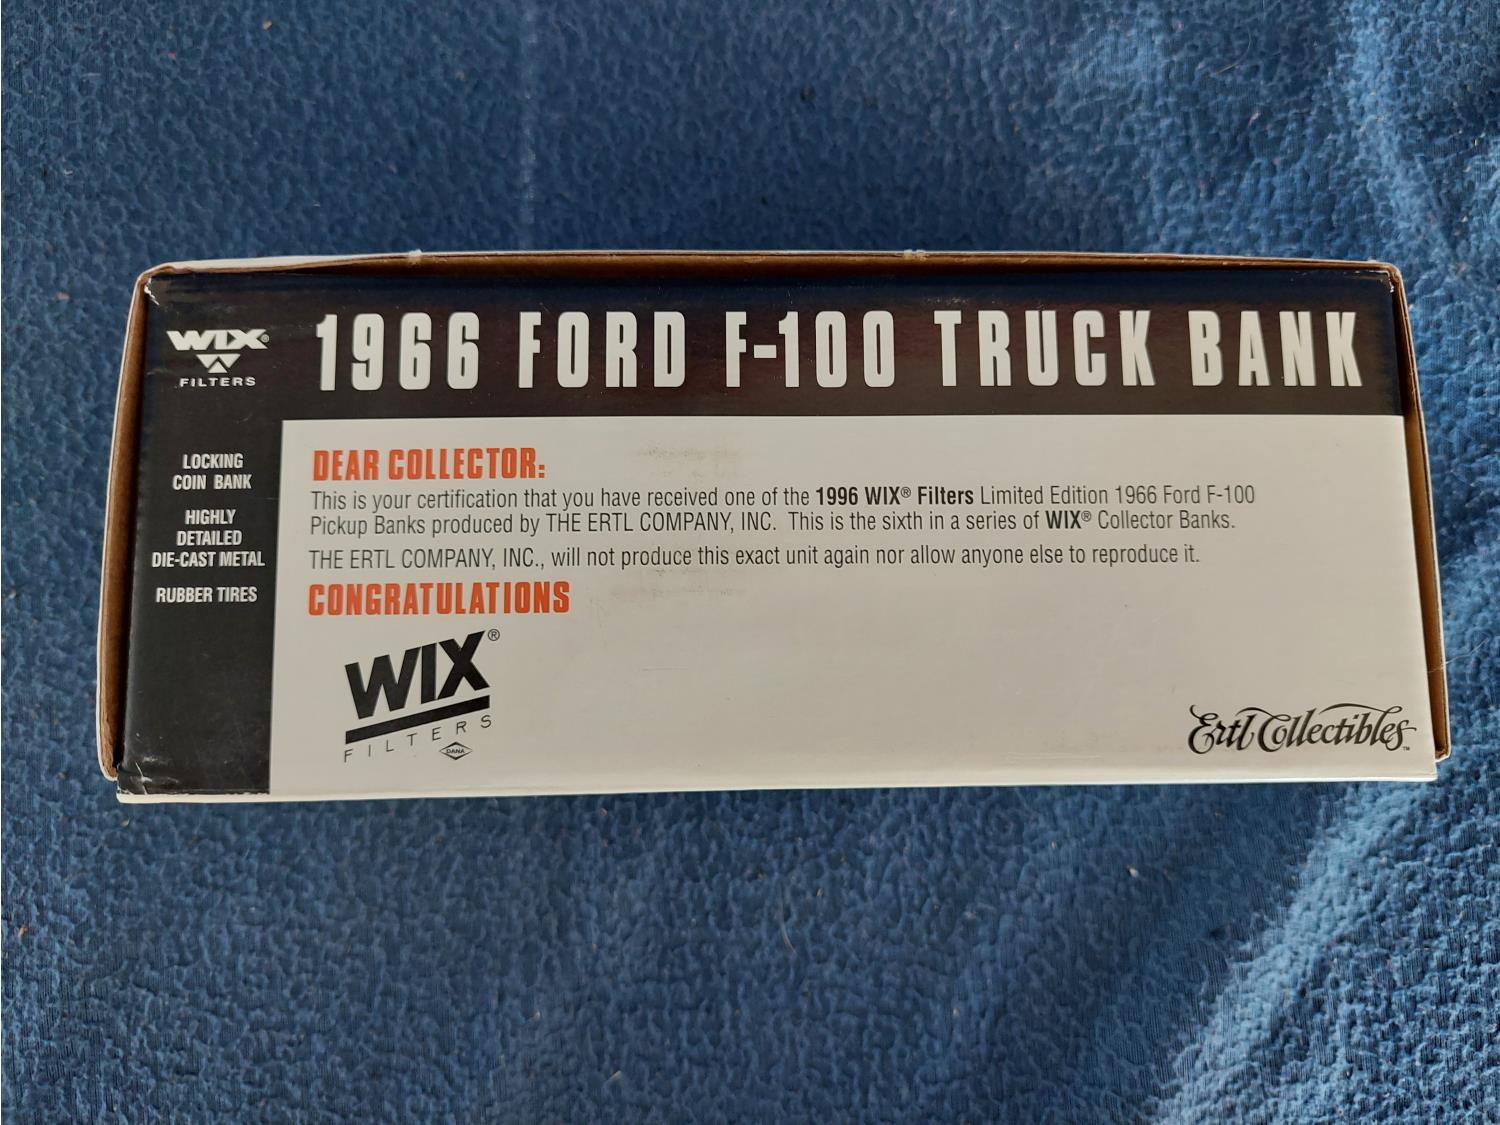 WIX®
FILTERS
1966 FORD F-100 TRUCK BANK
LOCKING
COIN BANK
HIGHLY
DETAILED
DIE-CAST METAL
RUBBER TIRES
DEAR COLLECTOR:
This is your certification that you have received one of the 1996 WIX® Filters Limited Edition 1966 Ford F-100
Pickup Banks produced by THE ERTL COMPANY, INC. This is the sixth in a series of WIX® Collector Banks.
THE ERTL COMPANY, INC., will not produce this exact unit again nor allow anyone else to reproduce it.
CONGRATULATIONS
WIX®
FILTERS
DANA
Ertl Collectibles™